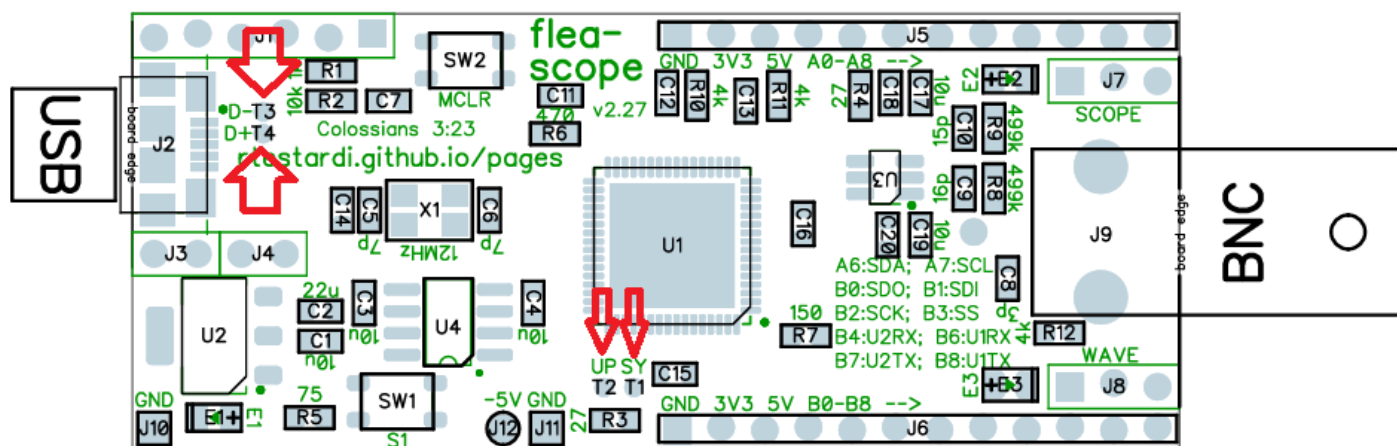 J1
flea-
scope
v2.27
SW2
MCLR
R1
10k
R2
C7
C11
470
R6
D-T3
D+T4
Colossians 3:23
rtestardi.github.io/pages
USB
board edge
J2
J5
GND 3V3 5V A0-A8 -->
C12
R10
4k
C13
R11
4k
27
R4
C18
C17
10u
E2
E2
J7
SCOPE
15p
C10
R9
499k
16p
C9
R8
499k
U3
C20
C19
10u
C14
C5
7p
X1
12MHz
C6
7p
U1
C16
J9
board edge
BNC
J3
J4
A6:SDA; A7:SCL
B0:SDO; B1:SDI
B2:SCK; B3:SS
B4:U2RX; B6:U1RX
B7:U2TX; B8:U1TX
C8
3p
4k
R12
150
R7
U2
22u
C2
C1
10u
C3
10u
U4
C4
10u
UP SY
T2 T1
C15
WAVE
E3
E3
J8
GND
J10
E1
E1
75
R5
SW1
S1
-5V GND
J12
J11
27
R3
GND 3V3 5V B0-B8 -->
J6